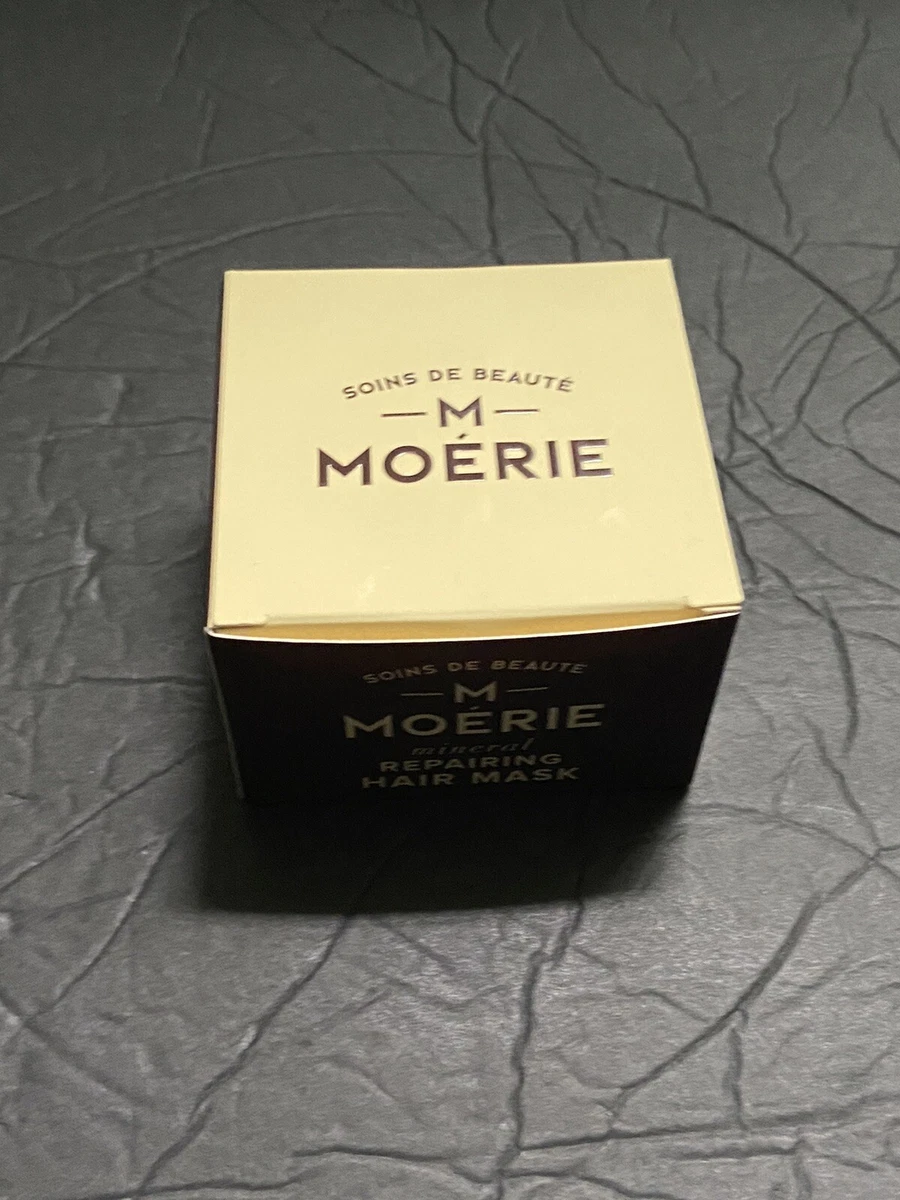 SOINS DE BEAUTÉ
M
MOÉRIE
SOINS DE BEAUTÉ
M
MOÉRIE
mineral
REPAIRING
HAIR MASK